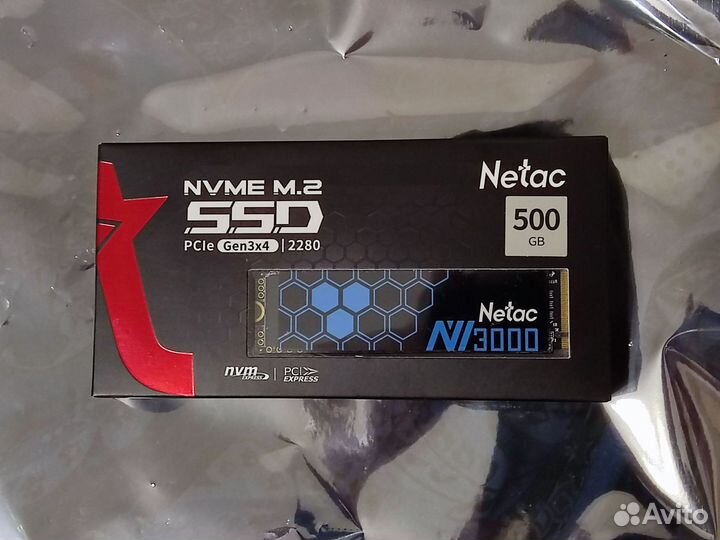 NVME M.2
SSD
PCIe Gen3x4 | 2280
Netac
500
GB
Netac
NV3000
nvm EXPRESS | PCI EXPRESS
Avito